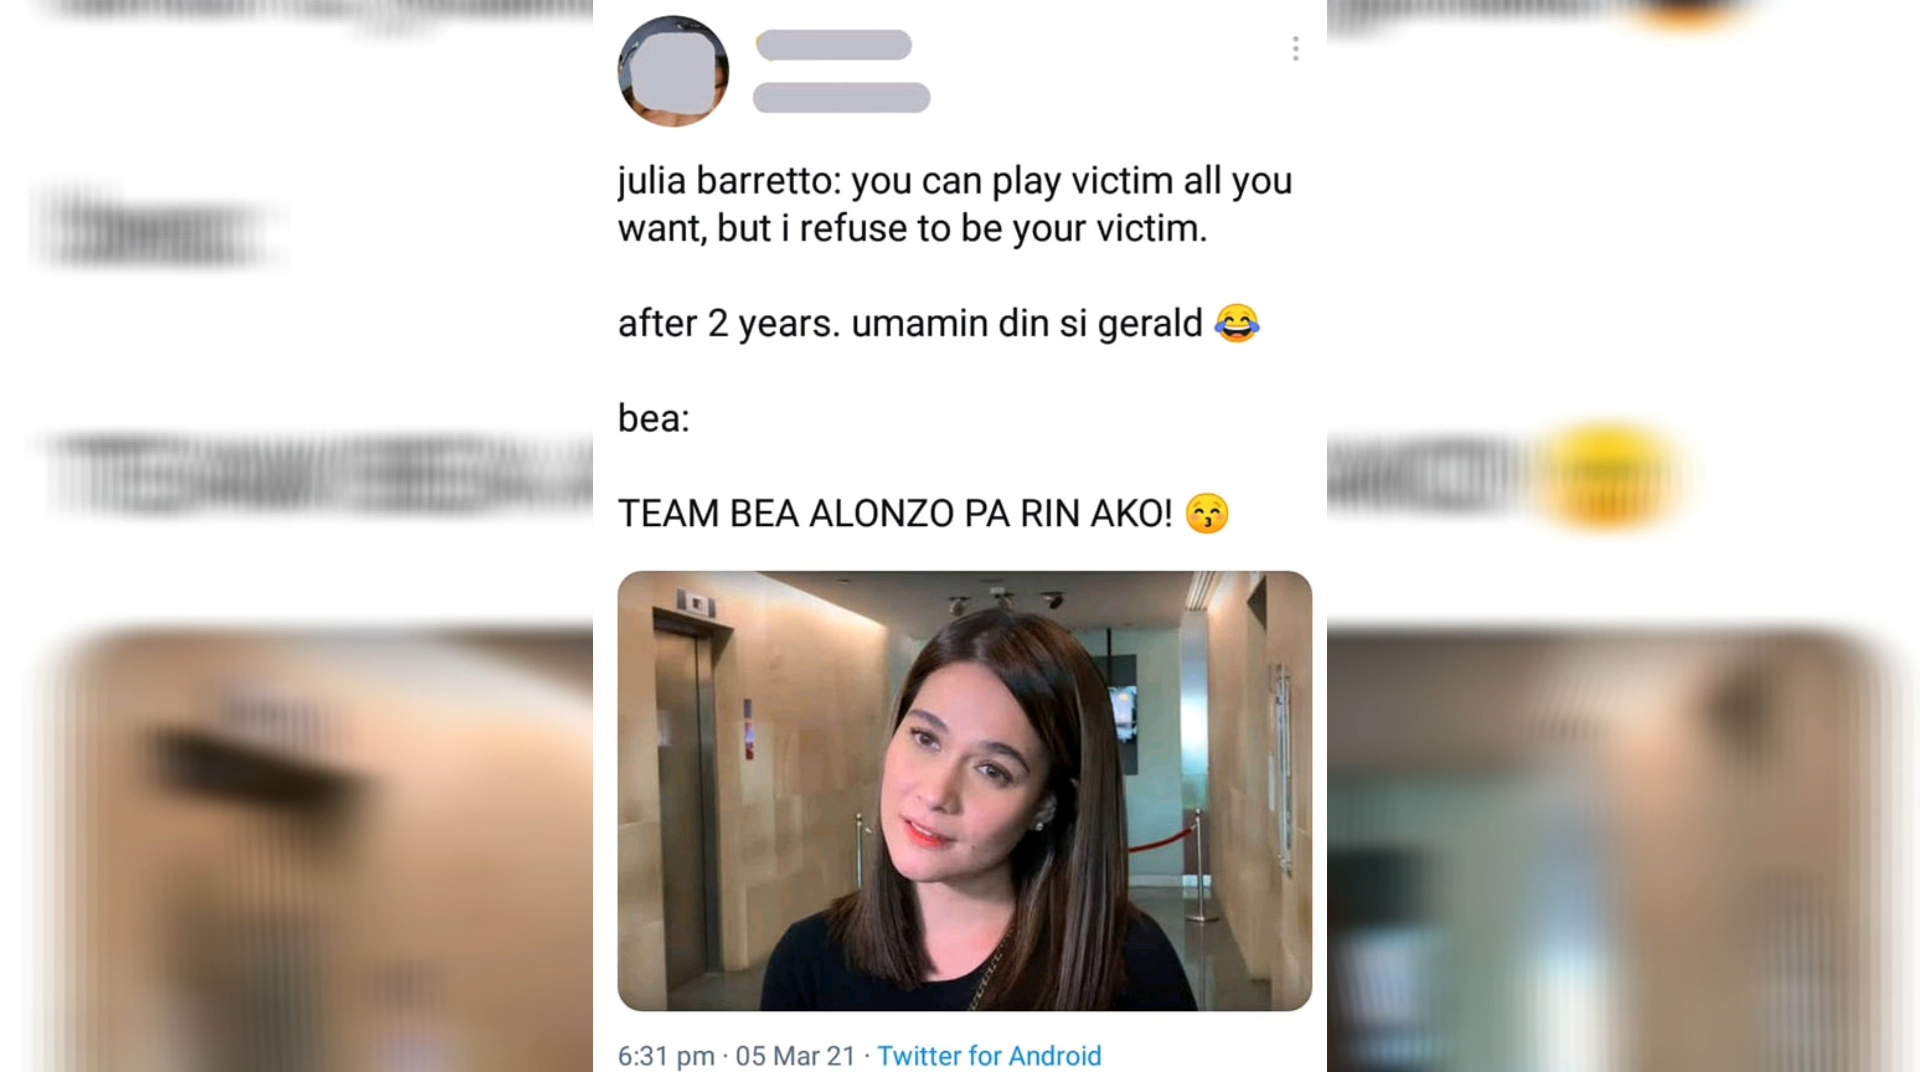 julia barretto: you can play victim all you
want, but i refuse to be your victim.
after 2 years. umamin din si gerald 😂
bea:
TEAM BEA ALONZO PA RIN AKO! 😙
6:31 pm · 05 Mar 21 · Twitter for Android